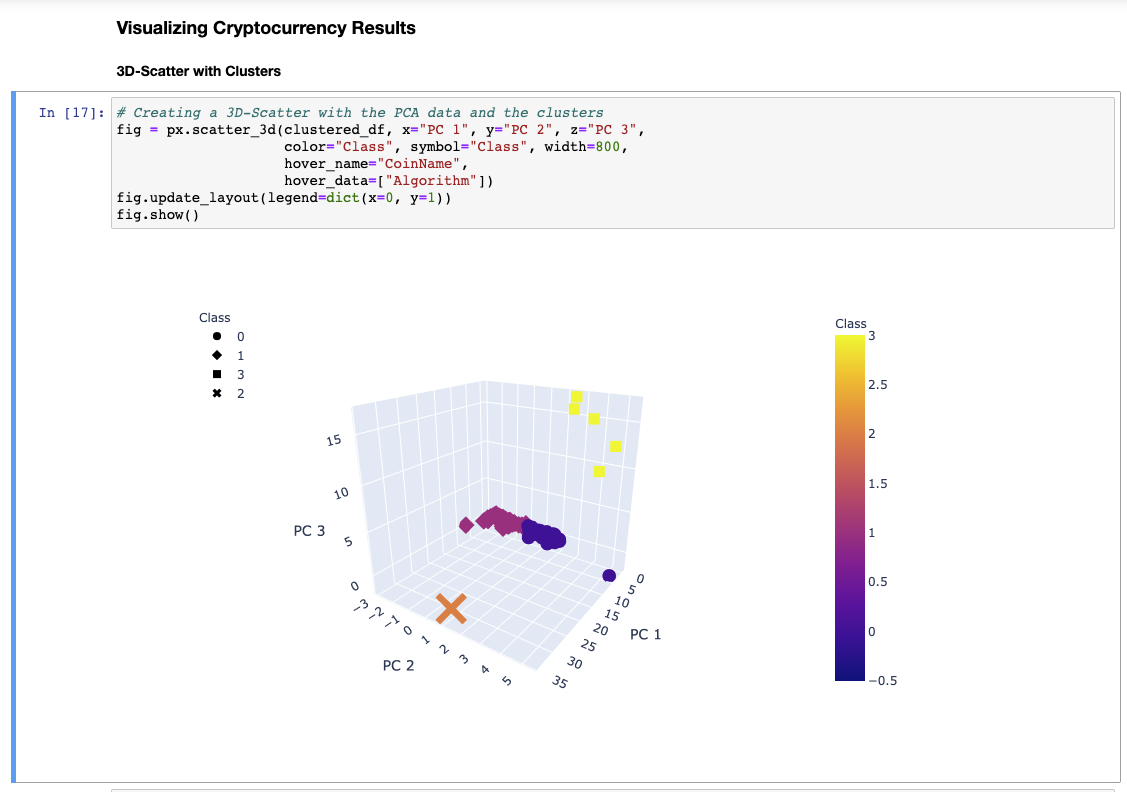 Visualizing Cryptocurrency Results
3D-Scatter with Clusters
In [17]: # Creating a 3D-Scatter with the PCA data and the clusters
fig = px.scatter_3d(clustered_df, x="PC 1", y="PC 2", z="PC 3",
color="Class", symbol="Class", width=800,
hover_name="CoinName",
hover_data=["Algorithm"])
fig.update_layout(legend=dict(x=0, y=1))
fig.show()
Class
0
1
3
2
15
10
5
0
PC 3
−3
−2
−1
0
1
2
3
4
5
PC 2
0
5
10
15
20
25
30
35
PC 1
Class
3
2.5
2
1.5
1
0.5
0
−0.5